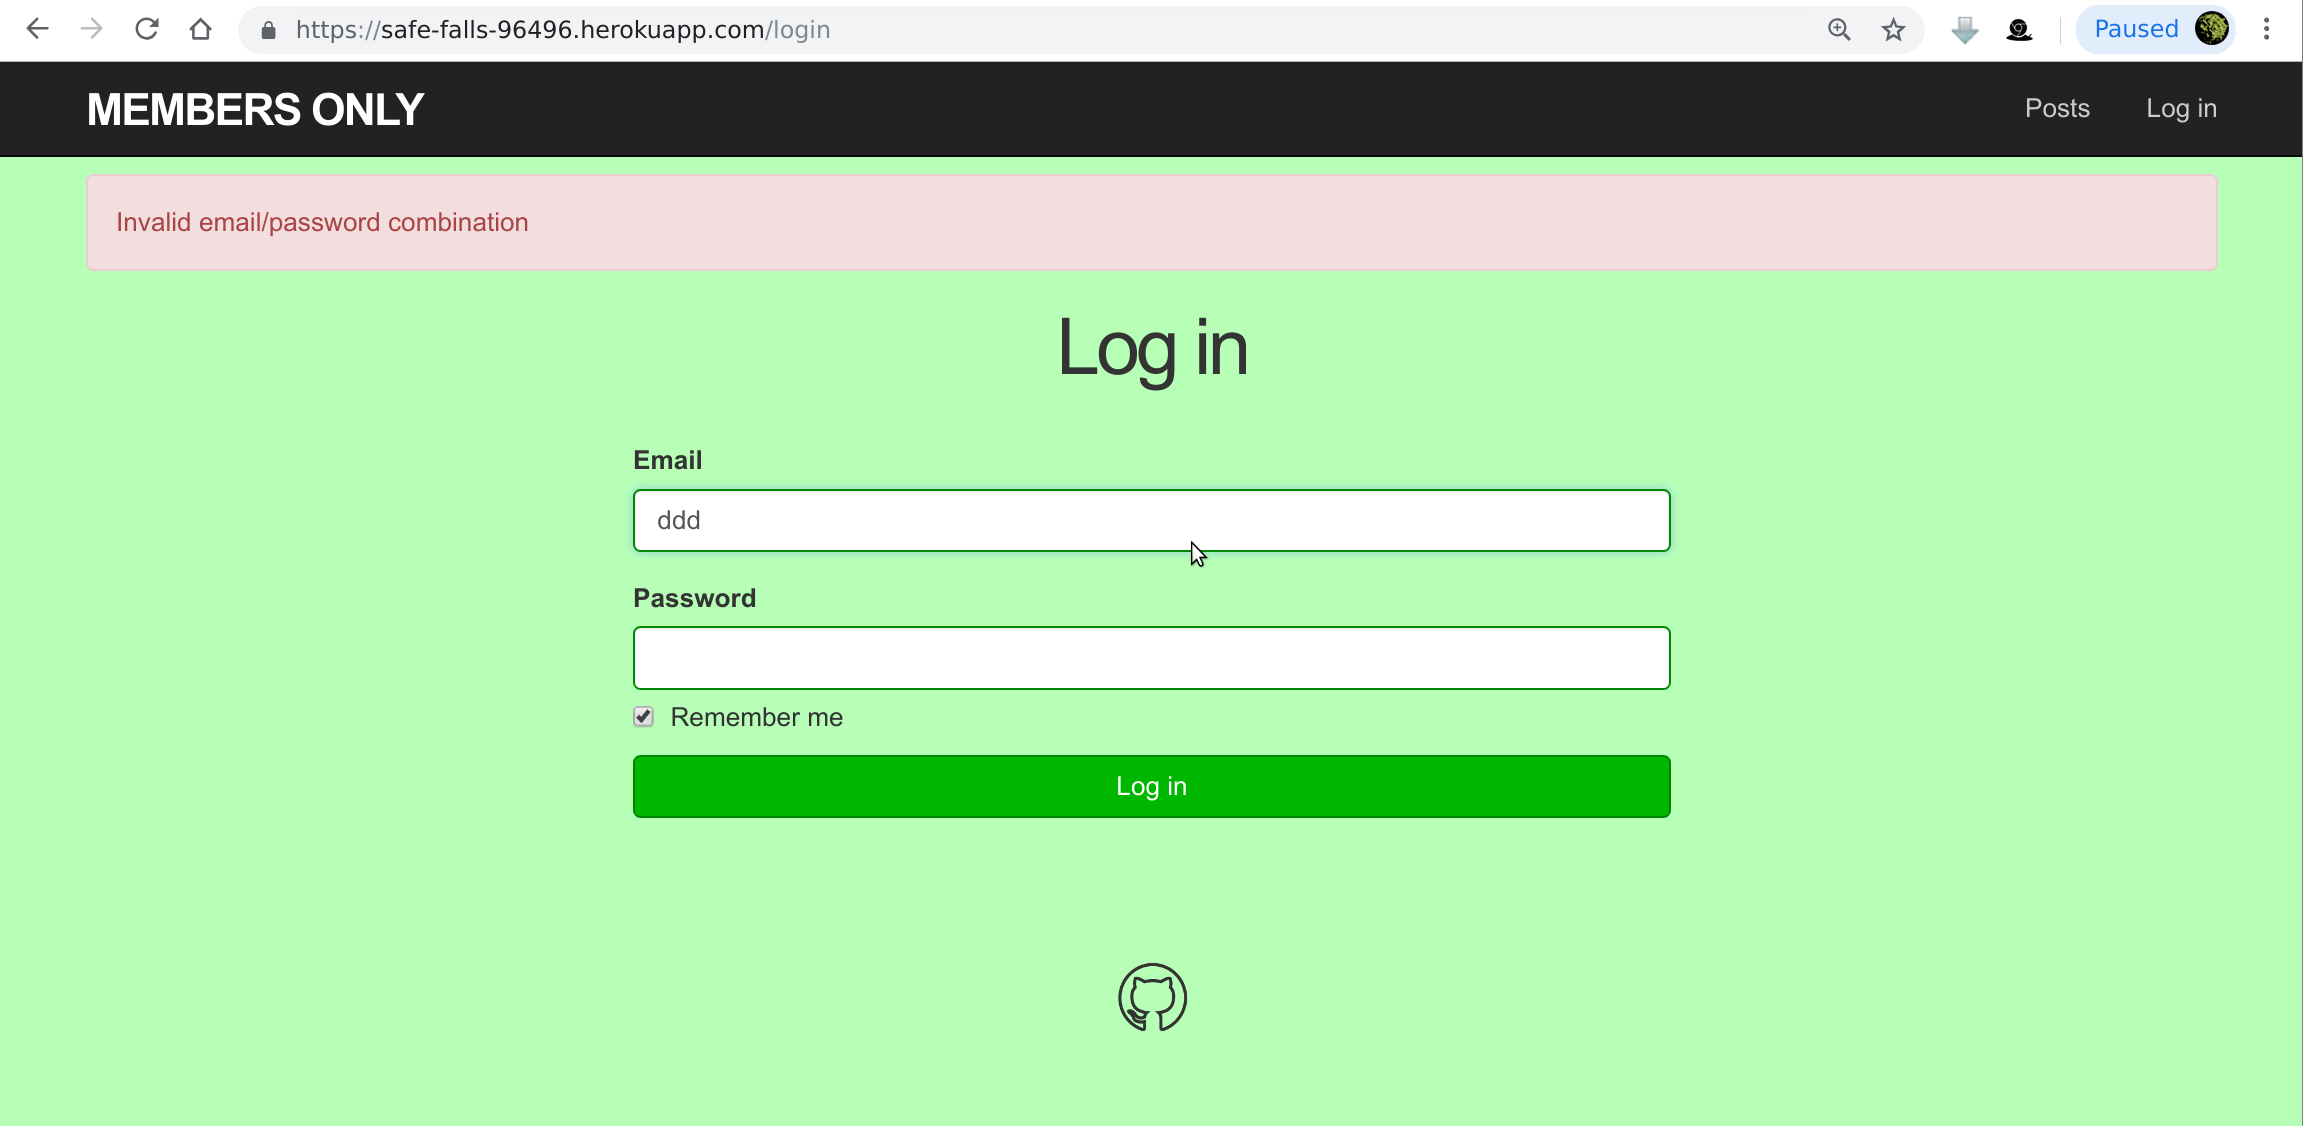 https://safe-falls-96496.herokuapp.com/login
Paused
MEMBERS ONLY
Posts
Log in
Invalid email/password combination
Log in
Email
ddd
Password
Remember me
Log in